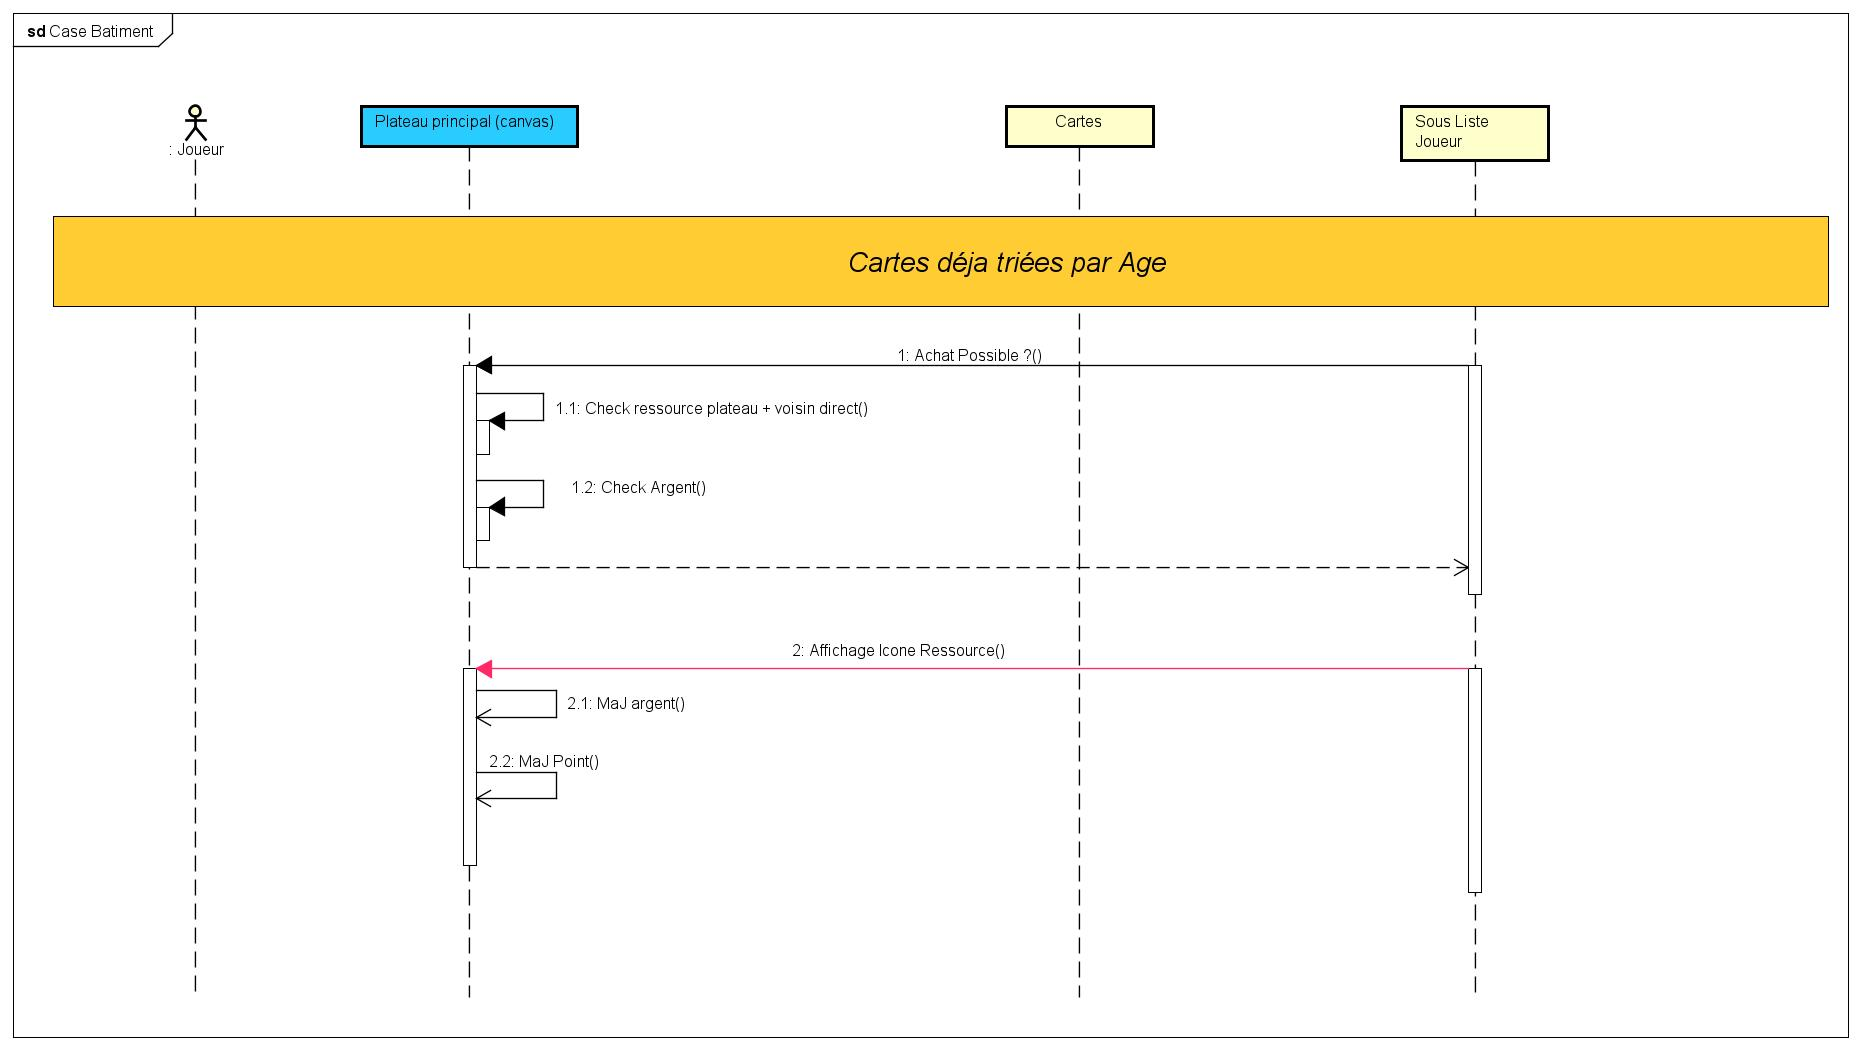 sd Case Batiment
: Joueur
Plateau principal (canvas)
Cartes
Sous Liste
Joueur
Cartes déja triées par Age
1: Achat Possible ?()
1.1: Check ressource plateau + voisin direct()
1.2: Check Argent()
2: Affichage Icone Ressource()
2.1: MaJ argent()
2.2: MaJ Point()